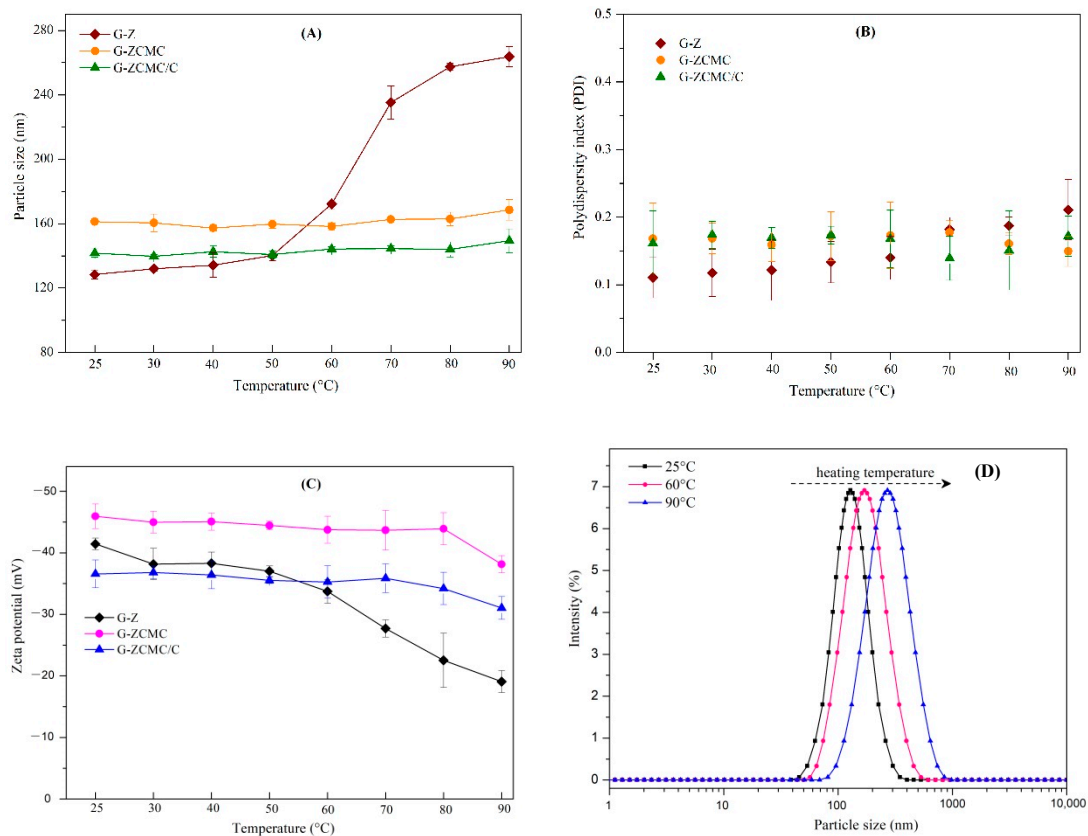 (A)
G-Z
G-ZCMC
G-ZCMC/C
Particle size (nm)
280
240
200
160
120
80
25 30 40 50 60 70 80 90
Temperature (°C)
(B)
G-Z
G-ZCMC
G-ZCMC/C
Polydispersity index (PDI)
0.5
0.4
0.3
0.2
0.1
0.0
25 30 40 50 60 70 80 90
Temperature (°C)
(C)
G-Z
G-ZCMC
G-ZCMC/C
Zeta potential (mV)
−50
−40
−30
−20
−10
0
25 30 40 50 60 70 80 90
Temperature (°C)
(D)
25°C
60°C
90°C
heating temperature
Intensity (%)
7
6
5
4
3
2
1
0
1 10 100 1000 10,000
Particle size (nm)